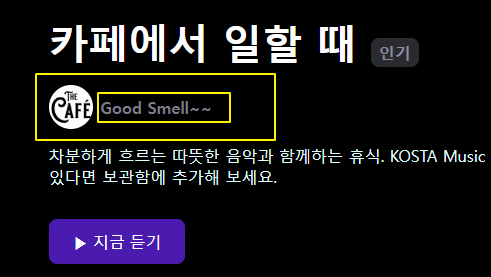 카페에서 일할 때 인기
THE CAFÉ Good Smell~~
차분하게 흐르는 따뜻한 음악과 함께하는 휴식. KOSTA Music
있다면 보관함에 추가해 보세요.
▶ 지금 듣기